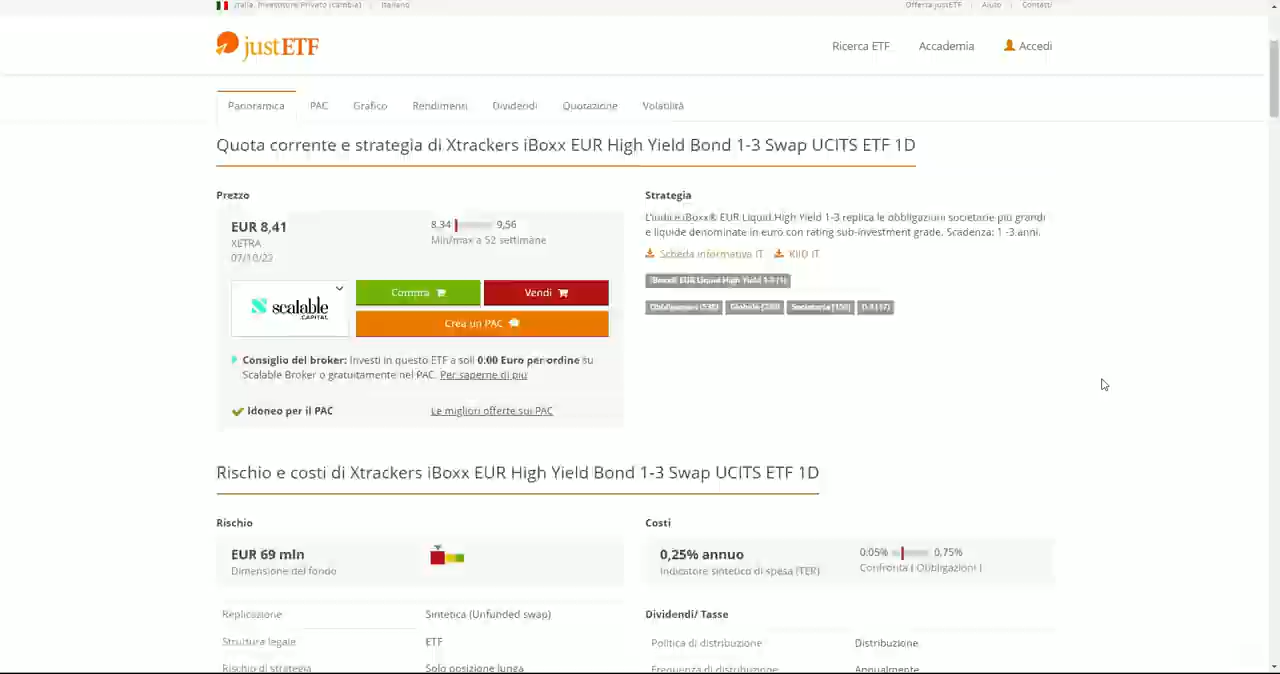 Italia, Investitore Privato (cambia)
Italiano
Offerta justETF
Aiuto
Contatti
justETF
Ricerca ETF
Accademia
Accedi
Panoramica
PAC
Grafico
Rendimenti
Dividendi
Quotazione
Volatilità
Quota corrente e strategia di Xtrackers iBoxx EUR High Yield Bond 1-3 Swap UCITS ETF 1D
Prezzo
EUR 8,41
XETRA
8,34 9,56
Min/max a 52 settimane
scalable
CAPITAL
Compra
Vendi
Crea un PAC
Consiglio del broker: Investi in questo ETF a soli 0.00 Euro per ordine su
Scalable Broker o gratuitamente nel PAC. Per saperne di più
Idoneo per il PAC
Le migliori offerte sui PAC
Strategia
L'indice iBoxx® EUR Liquid High Yield 1-3 replica le obbligazioni societarie più grandi
e liquide denominate in euro con rating sub-investment grade. Scadenza: 1 -3 anni.
Scheda informativa IT
KIID IT
Rischio e costi di Xtrackers iBoxx EUR High Yield Bond 1-3 Swap UCITS ETF 1D
Rischio
EUR 69 mln
Dimensione del fondo
Replicazione
Sintetica (Unfunded swap)
Struttura legale
ETF
Rischio di strategia
Solo posizione lunga
Costi
0,25% annuo
Indicatore sintetico di spesa (TER)
0.05% 0,75%
Dividendi/ Tasse
Politica di distribuzione
Distribuzione
Frequenza di distribuzione
Annualmente